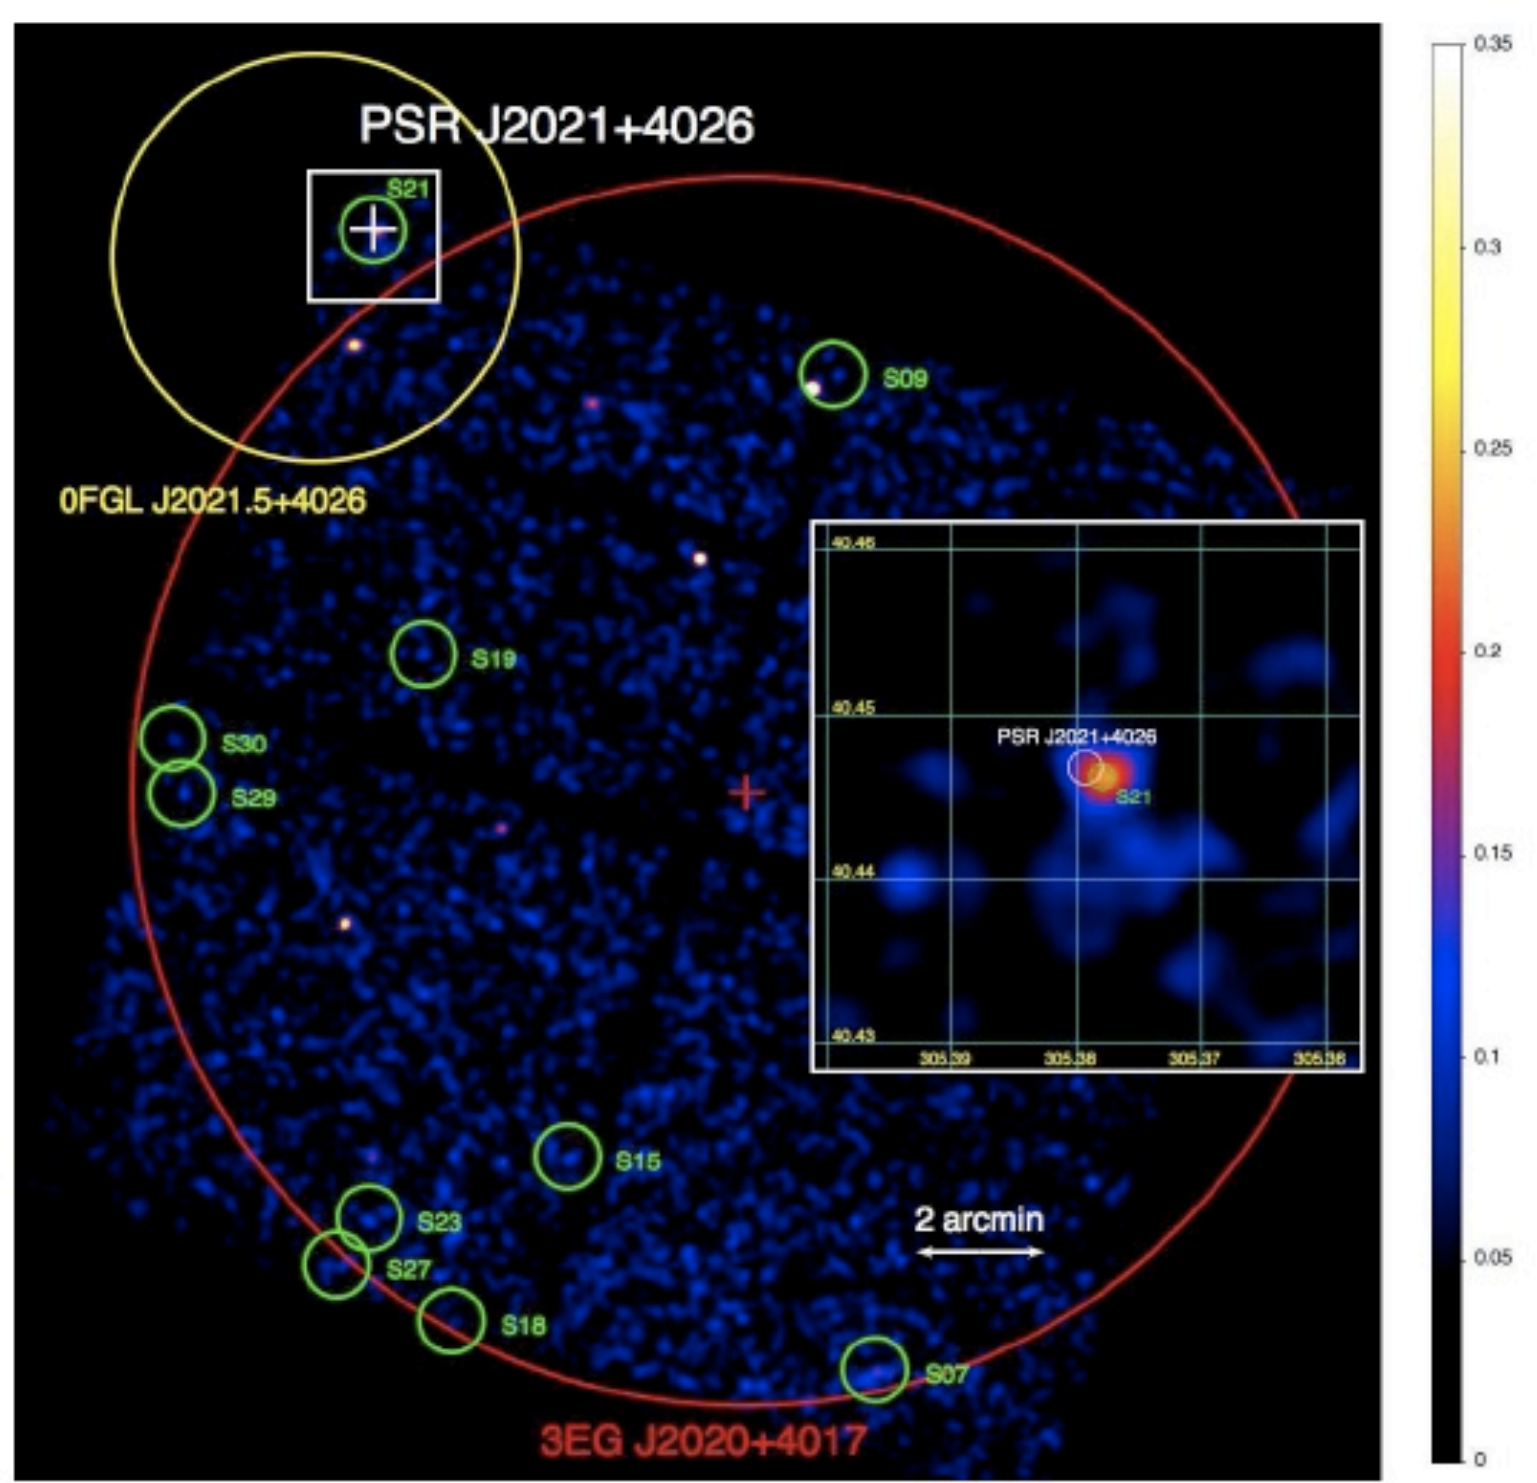 PSR J2021+4026
S21
S09
0FGL J2021.5+4026
S19
S30
S29
S15
S23
S27
S18
S07
2 arcmin
3EG J2020+4017
40.46
40.45
PSR J2021+4026
S21
40.44
40.43
305.39
305.38
305.37
305.36
0.35
0.3
0.25
0.2
0.15
0.1
0.05
0